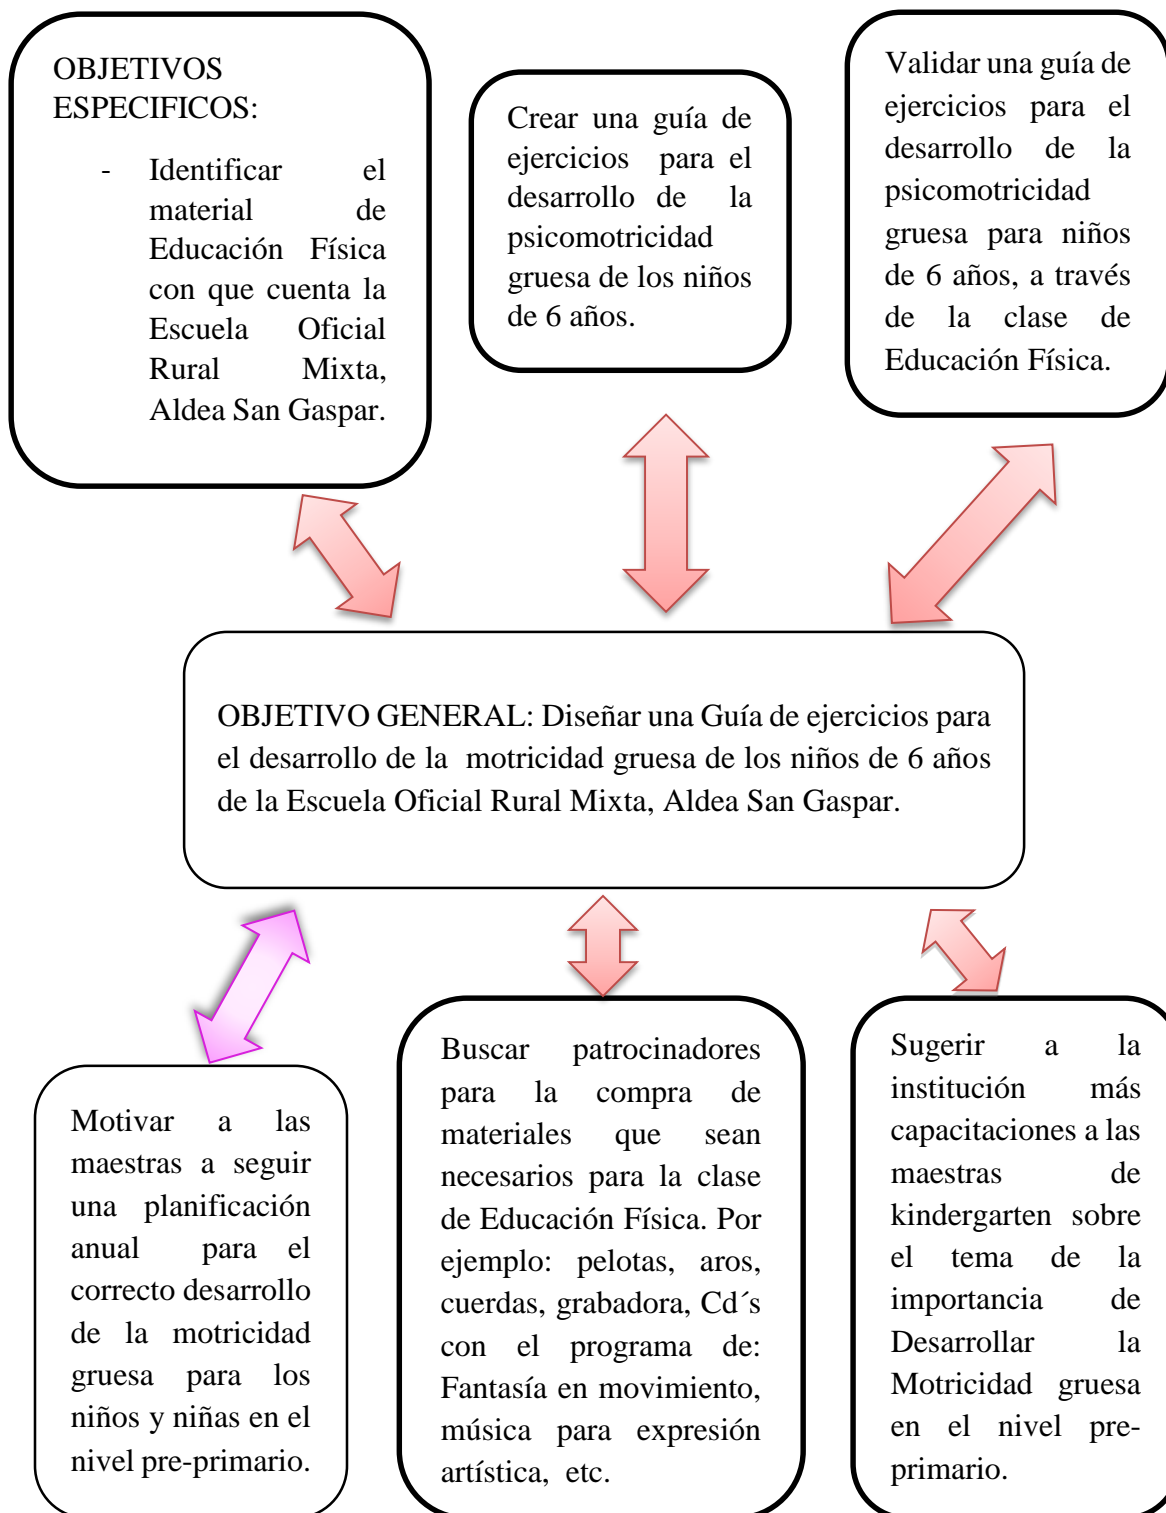 OBJETIVOS
ESPECIFICOS:
- Identificar el
material de
Educación Física
con que cuenta la
Escuela Oficial
Rural Mixta,
Aldea San Gaspar.
Crear una guía de
ejercicios para el
desarrollo de la
psicomotricidad
gruesa de los niños
de 6 años.
Validar una guía de
ejercicios para el
desarrollo de la
psicomotricidad
gruesa para niños
de 6 años, a través
de la clase de
Educación Física.
OBJETIVO GENERAL: Diseñar una Guía de ejercicios para
el desarrollo de la motricidad gruesa de los niños de 6 años
de la Escuela Oficial Rural Mixta, Aldea San Gaspar.
Motivar a las
maestras a seguir
una planificación
anual para el
correcto desarrollo
de la motricidad
gruesa para los
niños y niñas en el
nivel pre-primario.
Buscar patrocinadores
para la compra de
materiales que sean
necesarios para la clase
de Educación Física. Por
ejemplo: pelotas, aros,
cuerdas, grabadora, Cd´s
con el programa de:
Fantasía en movimiento,
música para expresión
artística, etc.
Sugerir a la
institución más
capacitaciones a las
maestras de
kindergarten sobre
el tema de la
importancia de
Desarrollar la
Motricidad gruesa
en el nivel pre-
primario.